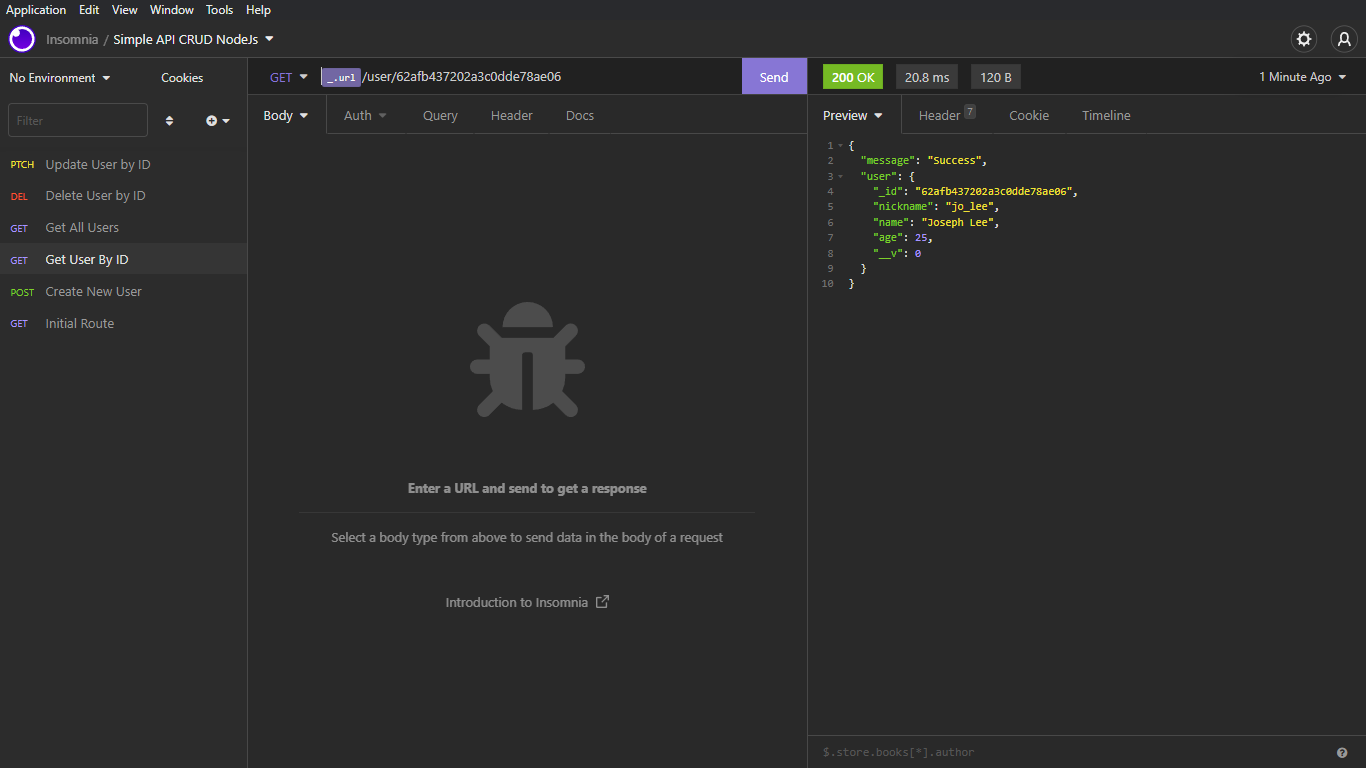 Application Edit View Window Tools Help
Insomnia / Simple API CRUD NodeJs
No Environment Cookies
Filter
PTCH Update User by ID
DEL Delete User by ID
GET Get All Users
GET Get User By ID
POST Create New User
GET Initial Route
GET _.url /user/62afb437202a3c0dde78ae06 Send
Body Auth Query Header Docs
Enter a URL and send to get a response
Select a body type from above to send data in the body of a request
Introduction to Insomnia
200 OK 20.8 ms 120 B 1 Minute Ago
Preview Header 7 Cookie Timeline
1 {
2 "message": "Success",
3 "user": {
4 "_id": "62afb437202a3c0dde78ae06",
5 "nickname": "jo_lee",
6 "name": "Joseph Lee",
7 "age": 25,
8 "__v": 0
9 }
10 }
$.store.books[*].author ?